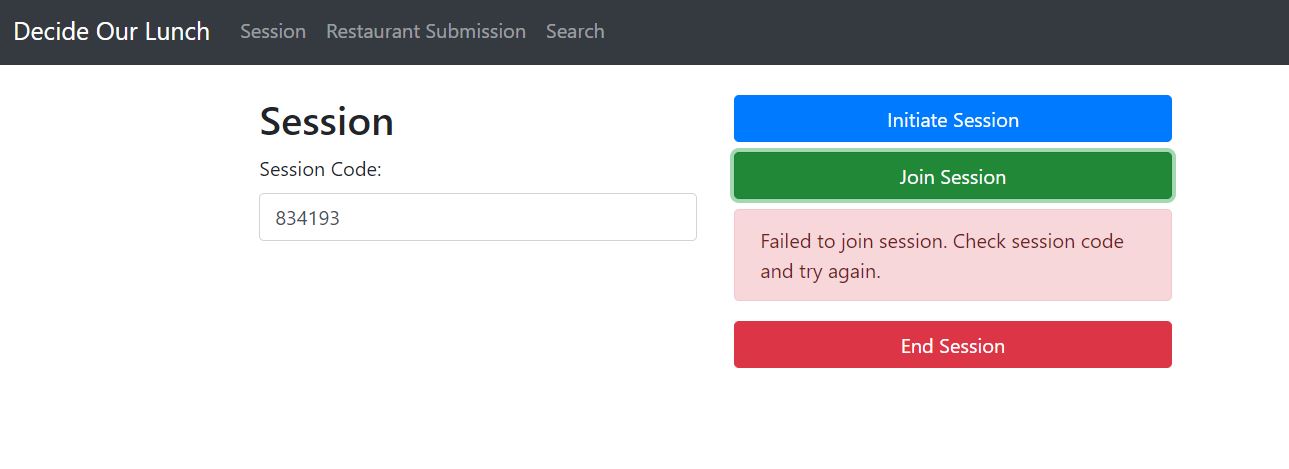 Decide Our Lunch Session Restaurant Submission Search
Session
Session Code:
834193
Initiate Session
Join Session
Failed to join session. Check session code
and try again.
End Session